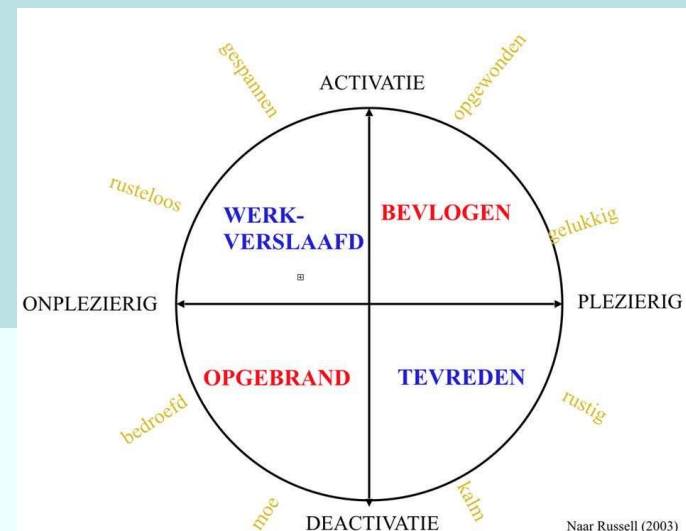 gespannen
ACTIVATIE
opgewonden
rusteloos
WERK-
VERSLAAFD
BEVLOGEN
gelukkig
ONPLEZIERIG
PLEZIERIG
OPGEBRAND
TEVREDEN
bedroefd
rustig
moe
kalm
DEACTIVATIE
Naar Russell (2003)